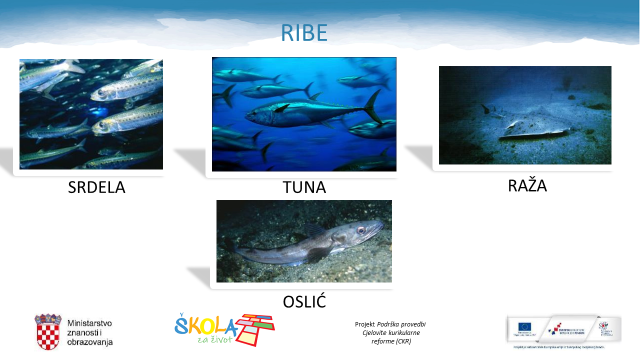 RIBE
SRDELA
TUNA
RAŽA
OSLIĆ
Ministarstvo
znanosti i
obrazovanja
ŠKOLA
za život
Projekt Podrška provedbi
Cjelovite kurikularne
reforme (CKR)